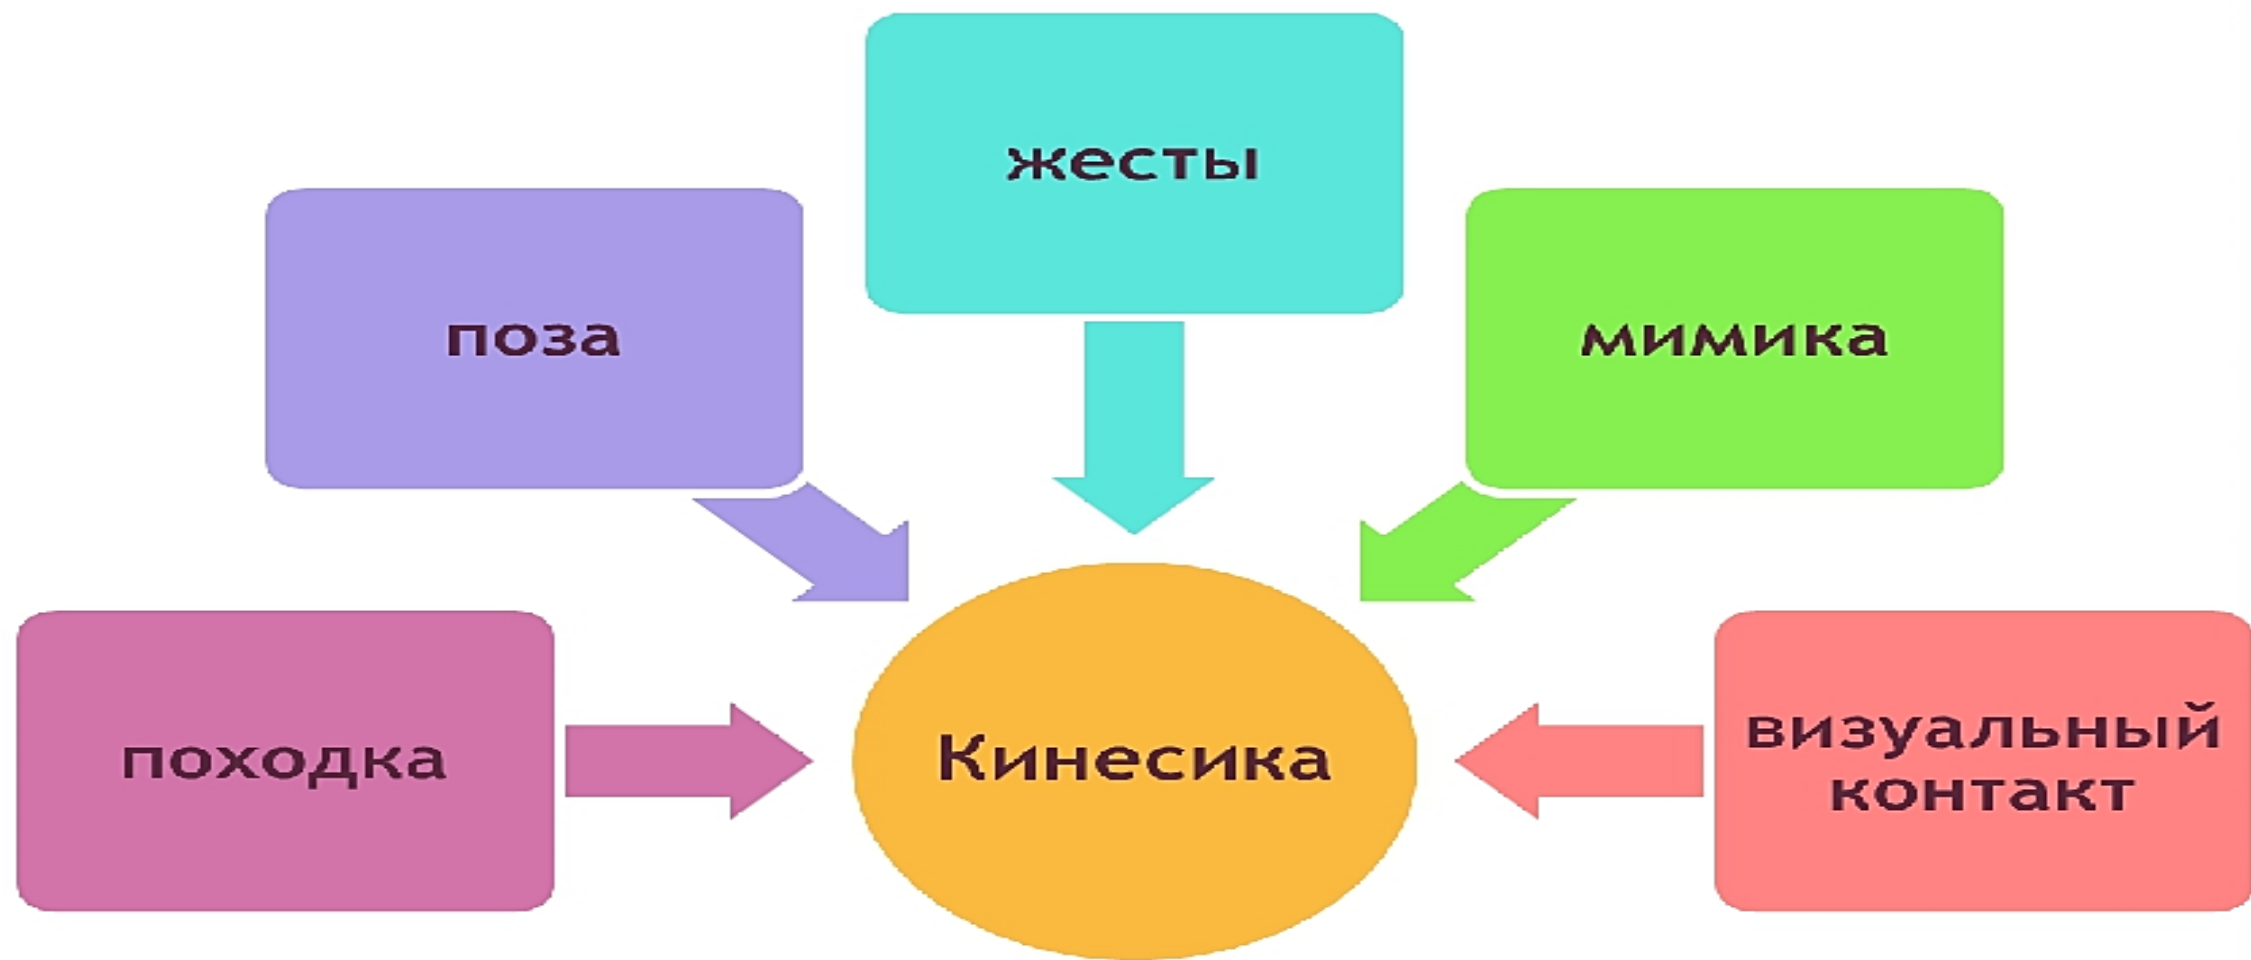 жесты
поза
мимика
походка
Кинесика
визуальный
контакт